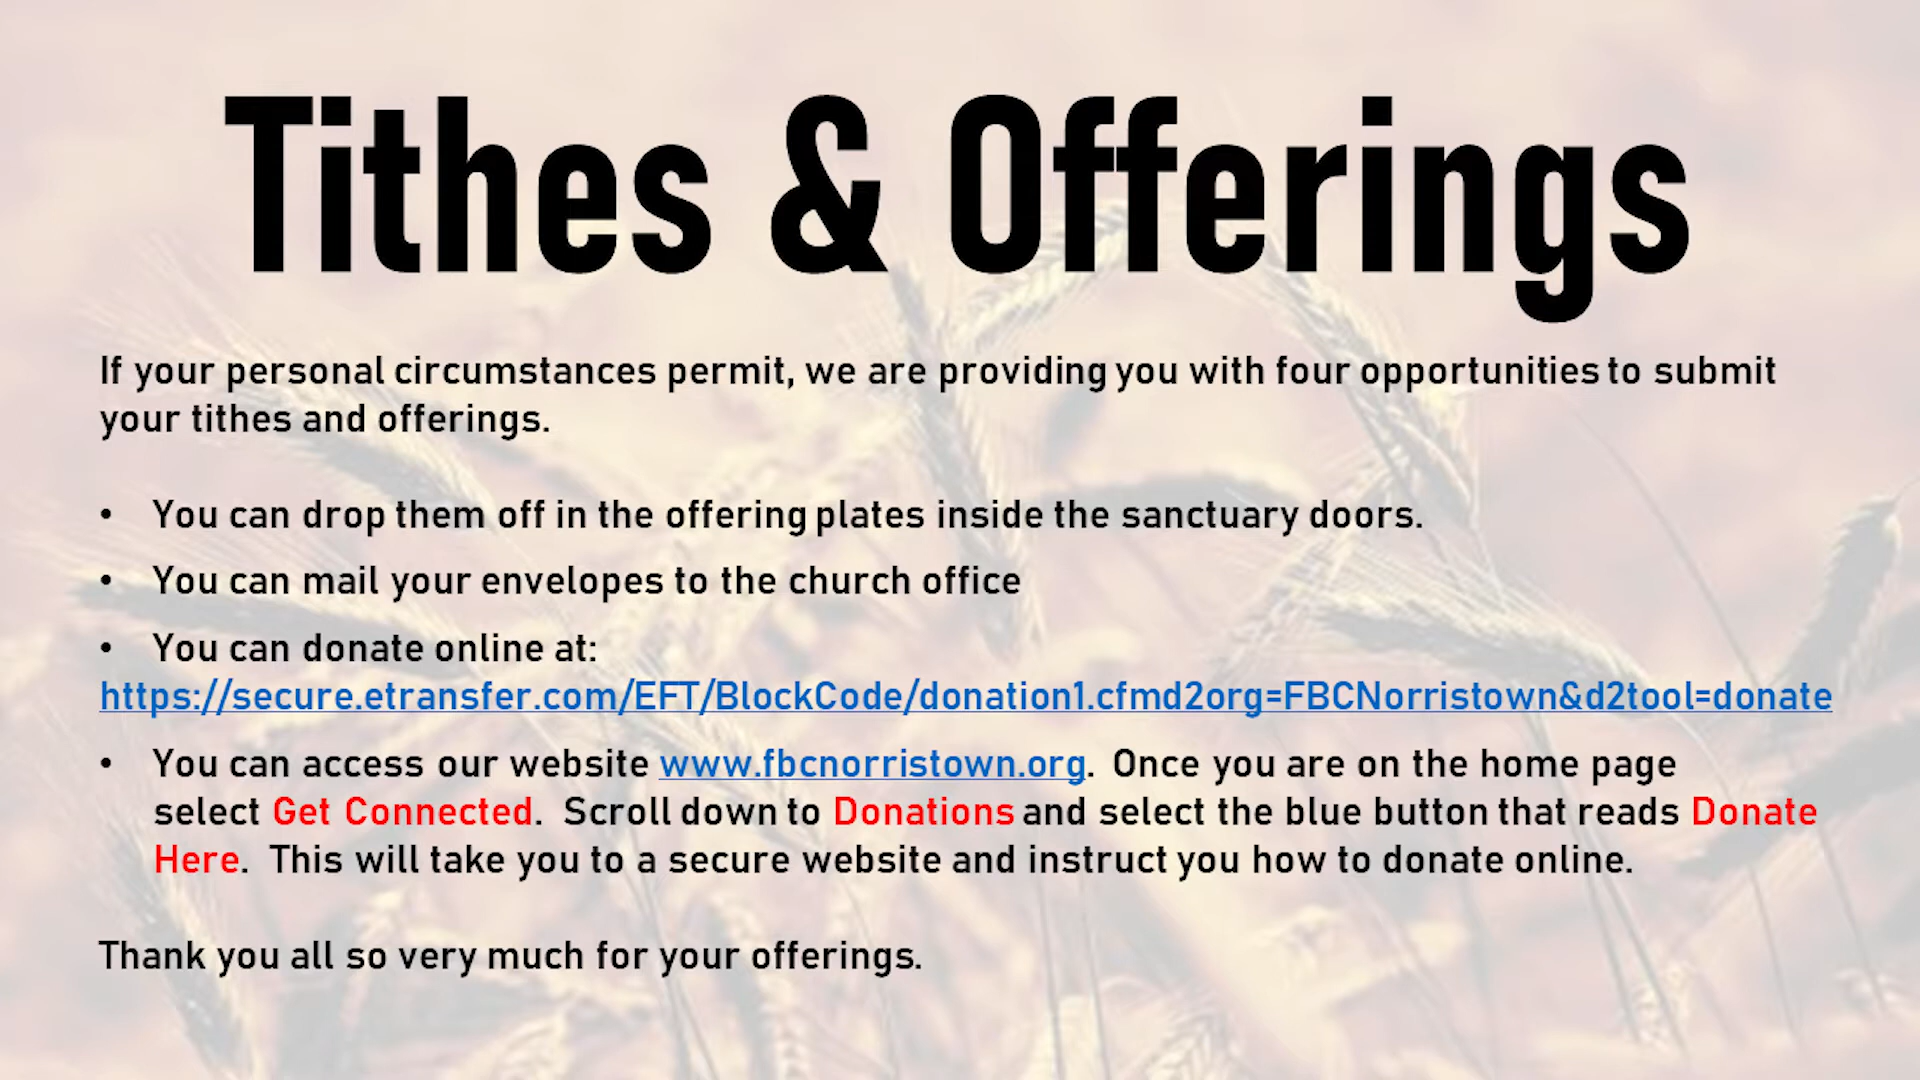 Tithes & Offerings
If your personal circumstances permit, we are providing you with four opportunities to submit
your tithes and offerings.
• You can drop them off in the offering plates inside the sanctuary doors.
• You can mail your envelopes to the church office
• You can donate online at:
https://secure.etransfer.com/EFT/BlockCode/donation1.cfmd2org=FBCNorristown&d2tool=donate
• You can access our website www.fbcnorristown.org. Once you are on the home page
select Get Connected. Scroll down to Donations and select the blue button that reads Donate
Here. This will take you to a secure website and instruct you how to donate online.
Thank you all so very much for your offerings.